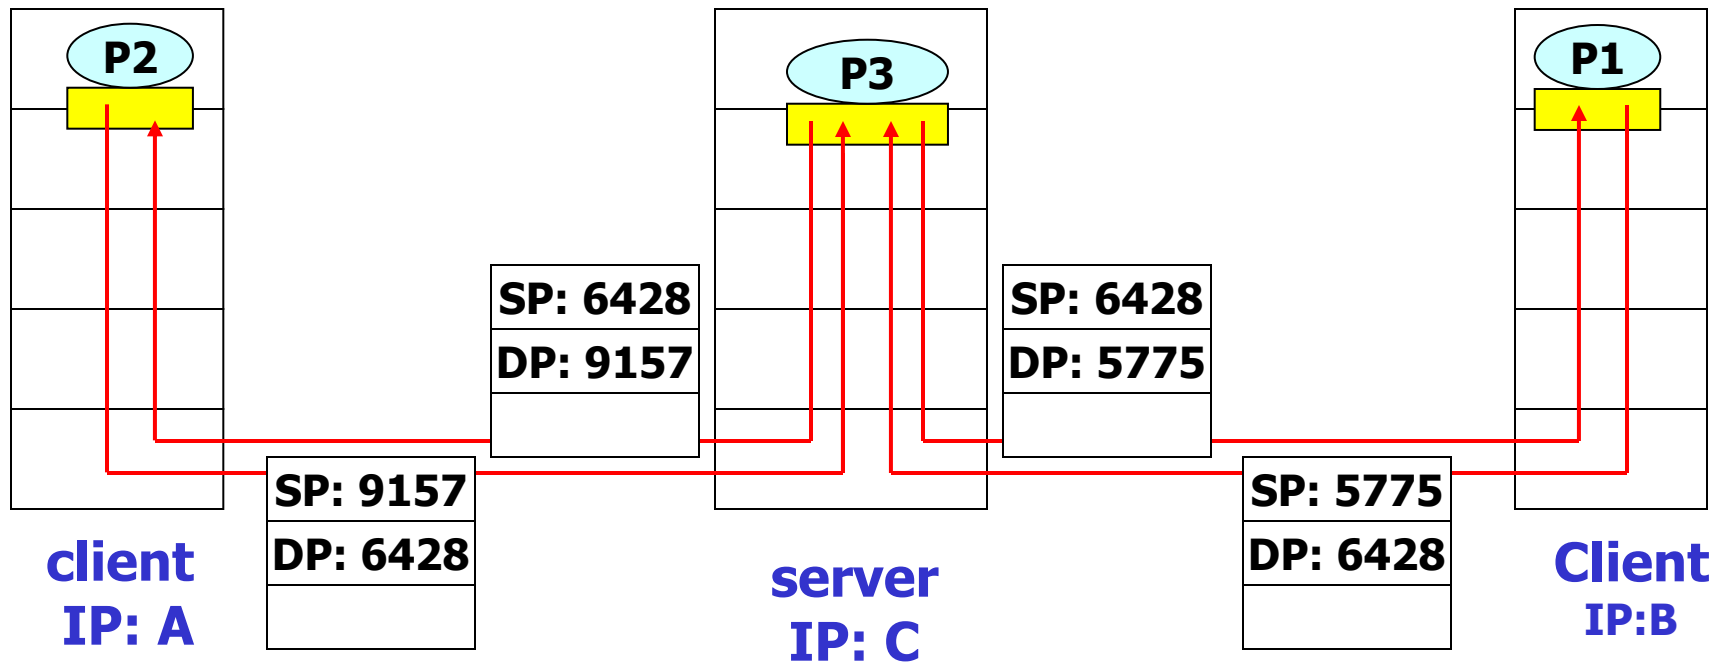 P2
P3
P1
SP: 6428
DP: 9157
SP: 6428
DP: 5775
SP: 9157
DP: 6428
SP: 5775
DP: 6428
client
IP: A
server
IP: C
Client
IP:B